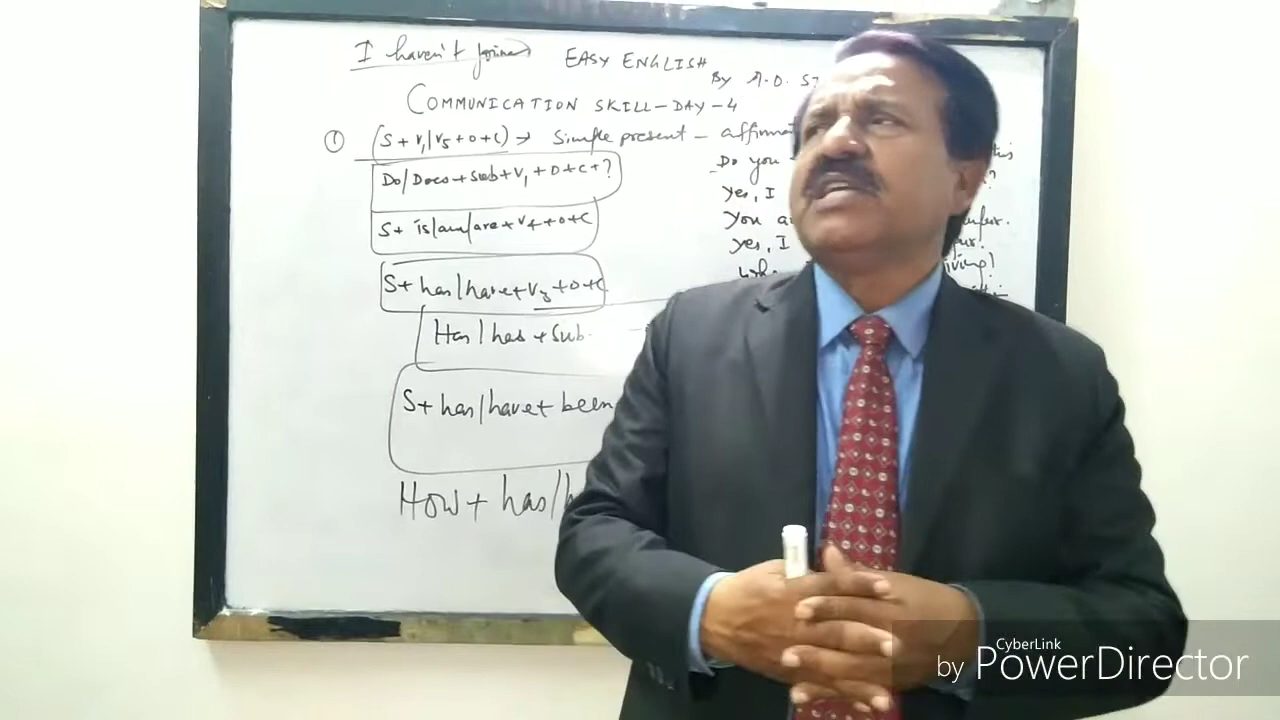 I haven't joined EASY ENGLISH
By A.O. S
COMMUNICATION SKILL-DAY-4
① (S+V1/V5+O+C) → Simple present - affirmat
Do/Does+Sub+V1+O+C+?
S+ is/am/are+V4+O+C
S+has/have+V3+O+C
Has/has+Sub.
S+has/have+been
How+has/h
Do you
Yes, I
You a
Yes, I
CyberLink
by PowerDirector